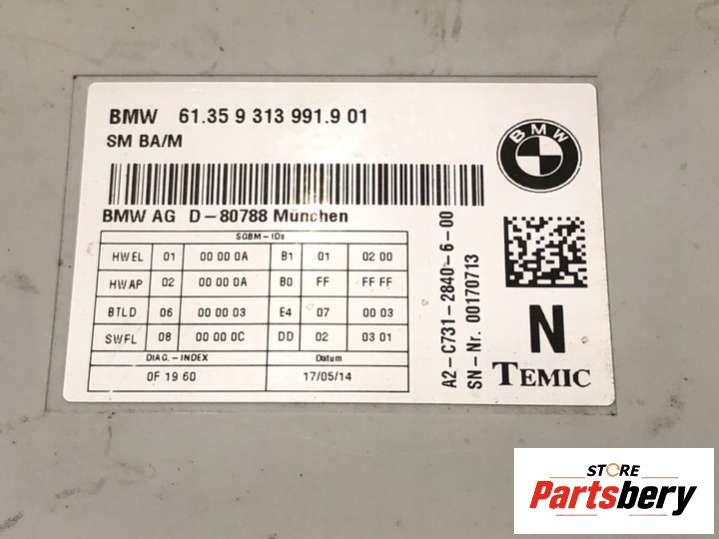 BMW 61.35 9 313 991.9 01
SM BA/M
BMW
BMW AG D-80788 München
SGBM-IDs
HWEL 01 00 00 0A B1 01 02 00
HWAP 02 00 00 0A B0 FF FF FF
BTLD 06 00 00 03 E4 07 00 03
SWFL 08 00 00 0C DD 02 03 01
DIAG.-INDEX Datum
0F 19 60 17/05/14
A2-C731-2840-6-00
SN-Nr. 00170713
N
TEMIC
STORE
Partsbery